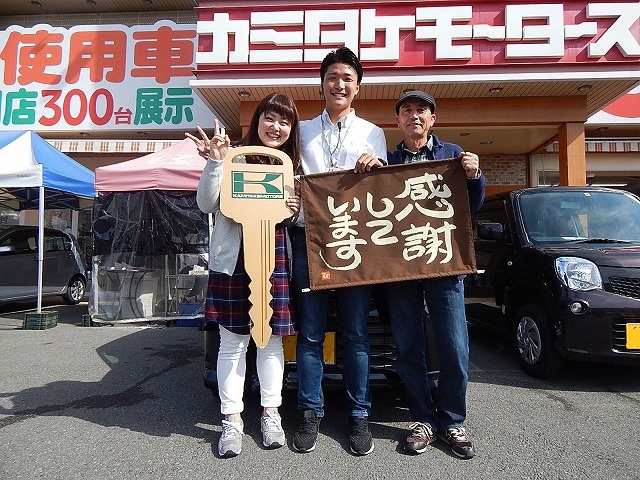 カミタケモータース
使用車
店300台展示
K
KAMITAKEMOTORS
感謝
して
います